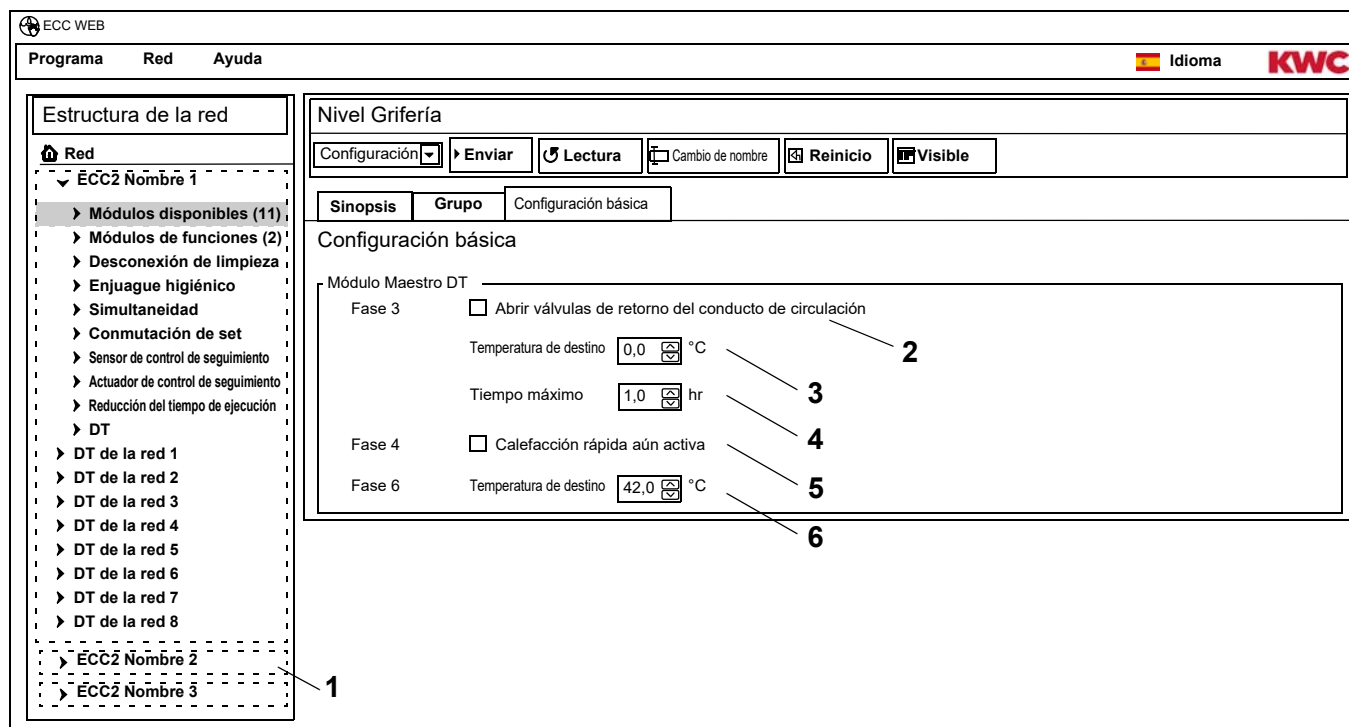 ECC WEB
Programa Red Ayuda Idioma KWC
Estructura de la red
Red
ECC2 Nombre 1
Módulos disponibles (11)
Módulos de funciones (2)
Desconexión de limpieza
Enjuague higiénico
Simultaneidad
Conmutación de set
Sensor de control de seguimiento
Actuador de control de seguimiento
Reducción del tiempo de ejecución
DT
DT de la red 1
DT de la red 2
DT de la red 3
DT de la red 4
DT de la red 5
DT de la red 6
DT de la red 7
DT de la red 8
ECC2 Nombre 2
ECC2 Nombre 3
1
Nivel Grifería
Configuración Enviar Lectura Cambio de nombre Reinicio Visible
Sinopsis Grupo Configuración básica
Configuración básica
Módulo Maestro DT
Fase 3 Abrir válvulas de retorno del conducto de circulación
2
Temperatura de destino 0,0 °C
3
Tiempo máximo 1,0 hr
4
Fase 4 Calefacción rápida aún activa
5
Fase 6 Temperatura de destino 42,0 °C
6